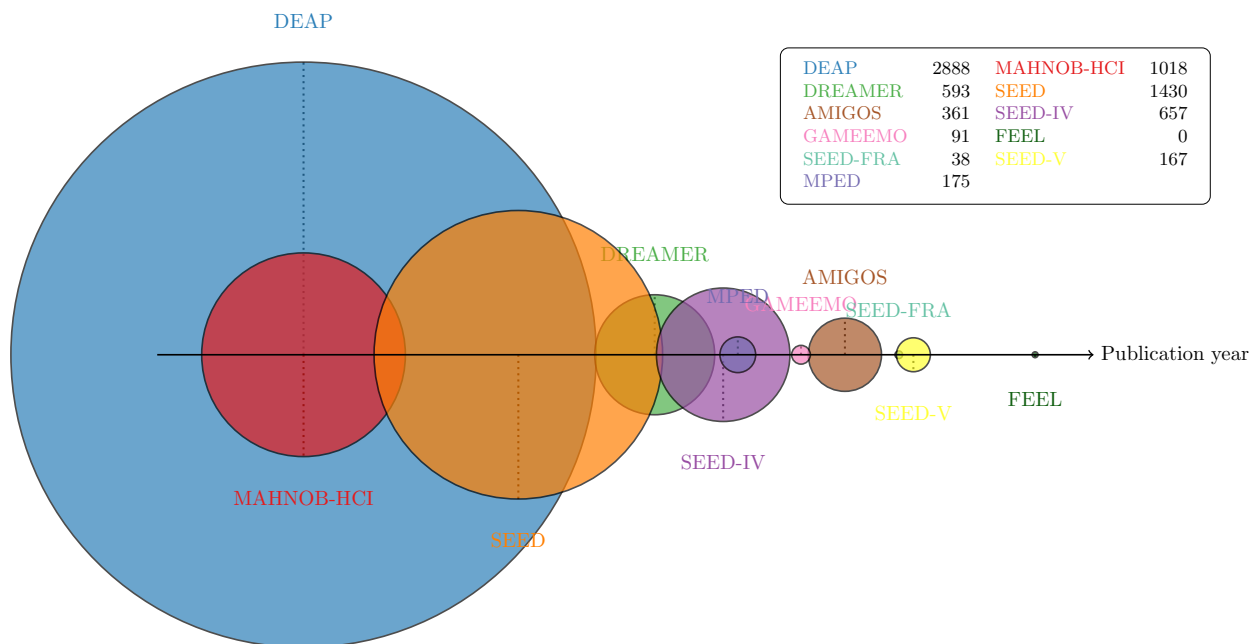 DEAP
DEAP 2888 MAHNOB-HCI 1018
DREAMER 593 SEED 1430
AMIGOS 361 SEED-IV 657
GAMEEMO 91 FEEL 0
SEED-FRA 38 SEED-V 167
MPED 175
DREAMER
AMIGOS
MPED
GAMEEMO
SEED-FRA
Publication year
FEEL
SEED-V
SEED-IV
MAHNOB-HCI
SEED